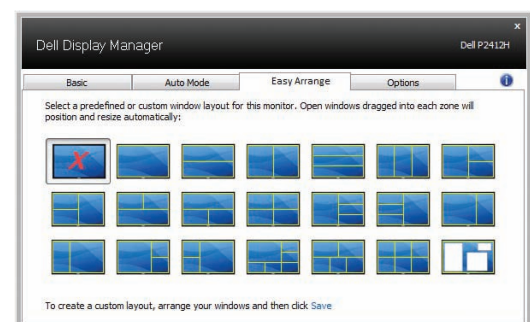 x
Dell Display Manager
Dell P2412H
Basic
Auto Mode
Easy Arrange
Options
i
Select a predefined or custom window layout for this monitor. Open windows dragged into each zone will
position and resize automatically:
X
To create a custom layout, arrange your windows and then click Save